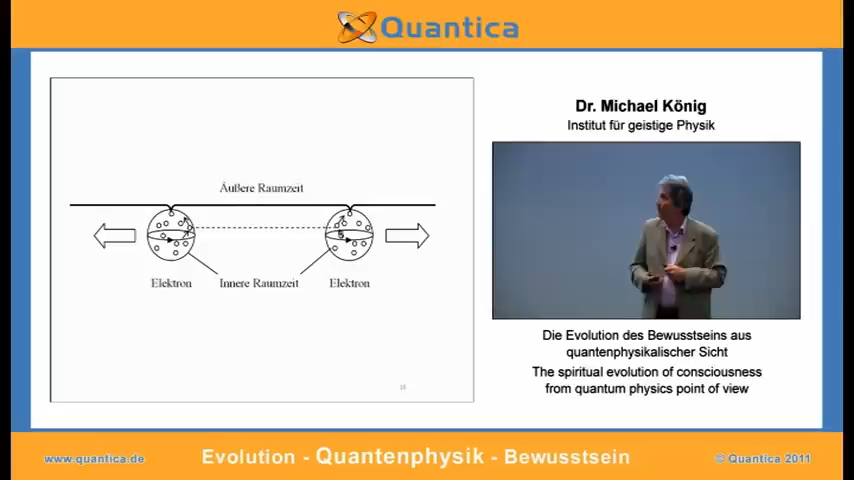 Quantica
Äußere Raumzeit
Elektron
Innere Raumzeit
Elektron
18
Dr. Michael König
Institut für geistige Physik
Die Evolution des Bewusstseins aus
quantenphysikalischer Sicht
The spiritual evolution of consciousness
from quantum physics point of view
www.quantica.de
Evolution - Quantenphysik - Bewusstsein
© Quantica 2011